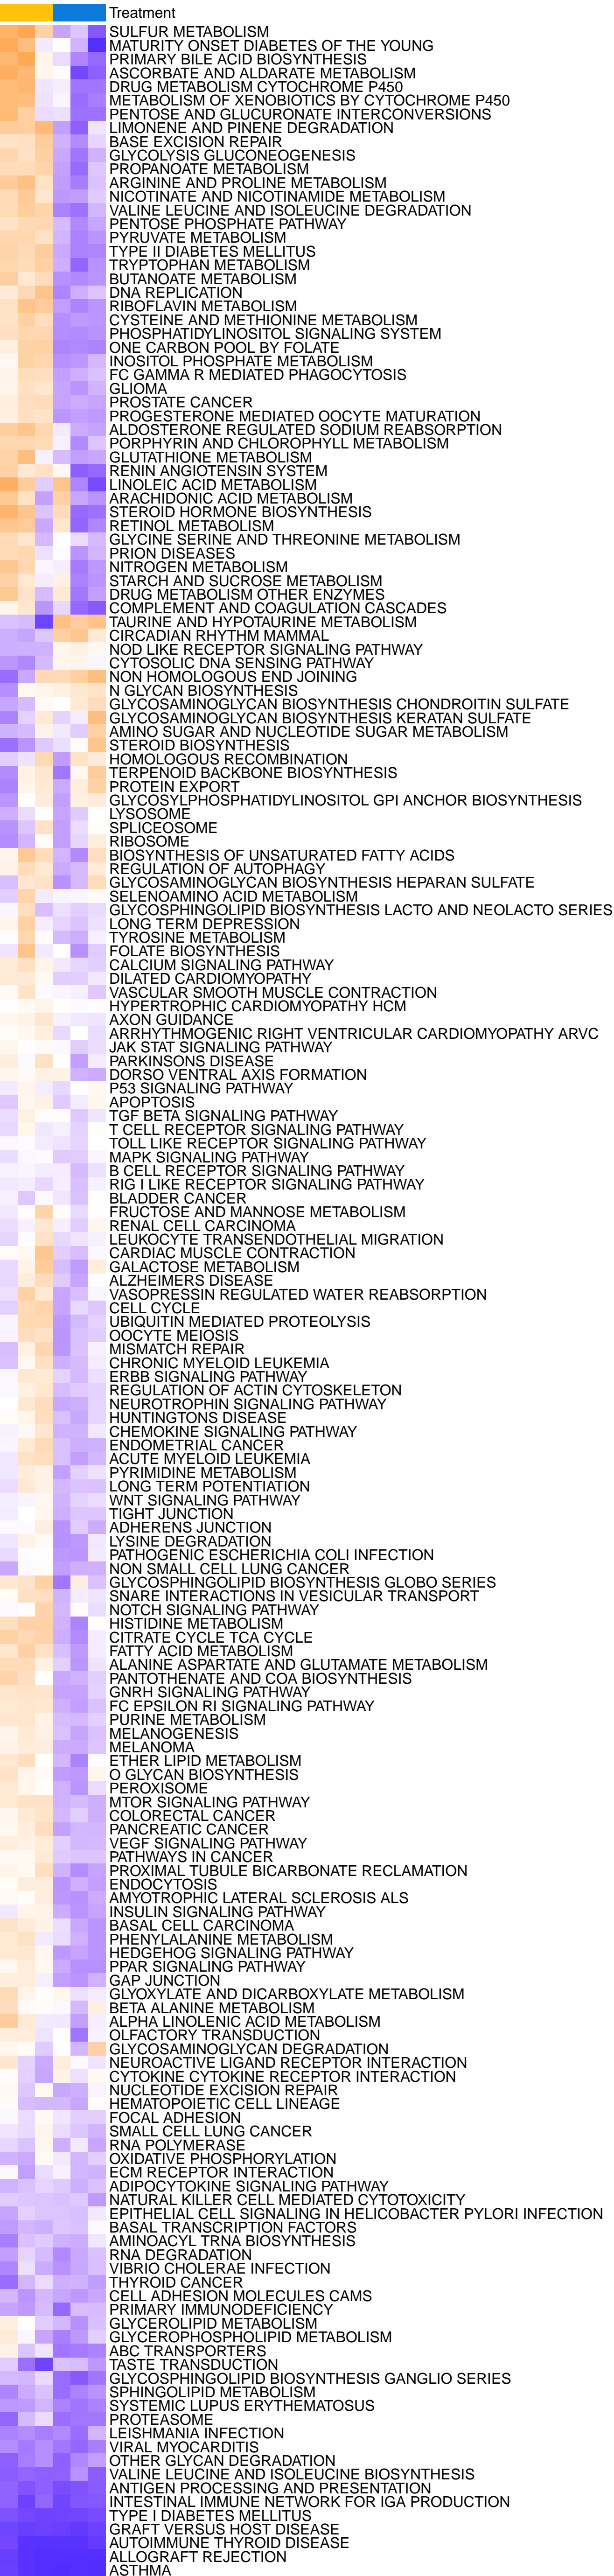 Treatment
SULFUR METABOLISM
MATURITY ONSET DIABETES OF THE YOUNG
PRIMARY BILE ACID BIOSYNTHESIS
ASCORBATE AND ALDARATE METABOLISM
DRUG METABOLISM CYTOCHROME P450
METABOLISM OF XENOBIOTICS BY CYTOCHROME P450
PENTOSE AND GLUCURONATE INTERCONVERSIONS
LIMONENE AND PINENE DEGRADATION
BASE EXCISION REPAIR
GLYCOLYSIS GLUCONEOGENESIS
PROPANOATE METABOLISM
ARGININE AND PROLINE METABOLISM
NICOTINATE AND NICOTINAMIDE METABOLISM
VALINE LEUCINE AND ISOLEUCINE DEGRADATION
PENTOSE PHOSPHATE PATHWAY
PYRUVATE METABOLISM
TYPE II DIABETES MELLITUS
TRYPTOPHAN METABOLISM
BUTANOATE METABOLISM
DNA REPLICATION
RIBOFLAVIN METABOLISM
CYSTEINE AND METHIONINE METABOLISM
PHOSPHATIDYLINOSITOL SIGNALING SYSTEM
ONE CARBON POOL BY FOLATE
INOSITOL PHOSPHATE METABOLISM
FC GAMMA R MEDIATED PHAGOCYTOSIS
GLIOMA
PROSTATE CANCER
PROGESTERONE MEDIATED OOCYTE MATURATION
ALDOSTERONE REGULATED SODIUM REABSORPTION
PORPHYRIN AND CHLOROPHYLL METABOLISM
GLUTATHIONE METABOLISM
RENIN ANGIOTENSIN SYSTEM
LINOLEIC ACID METABOLISM
ARACHIDONIC ACID METABOLISM
STEROID HORMONE BIOSYNTHESIS
RETINOL METABOLISM
GLYCINE SERINE AND THREONINE METABOLISM
PRION DISEASES
NITROGEN METABOLISM
STARCH AND SUCROSE METABOLISM
DRUG METABOLISM OTHER ENZYMES
COMPLEMENT AND COAGULATION CASCADES
TAURINE AND HYPOTAURINE METABOLISM
CIRCADIAN RHYTHM MAMMAL
NOD LIKE RECEPTOR SIGNALING PATHWAY
CYTOSOLIC DNA SENSING PATHWAY
NON HOMOLOGOUS END JOINING
N GLYCAN BIOSYNTHESIS
GLYCOSAMINOGLYCAN BIOSYNTHESIS CHONDROITIN SULFATE
GLYCOSAMINOGLYCAN BIOSYNTHESIS KERATAN SULFATE
AMINO SUGAR AND NUCLEOTIDE SUGAR METABOLISM
STEROID BIOSYNTHESIS
HOMOLOGOUS RECOMBINATION
TERPENOID BACKBONE BIOSYNTHESIS
PROTEIN EXPORT
GLYCOSYLPHOSPHATIDYLINOSITOL GPI ANCHOR BIOSYNTHESIS
LYSOSOME
SPLICEOSOME
RIBOSOME
BIOSYNTHESIS OF UNSATURATED FATTY ACIDS
REGULATION OF AUTOPHAGY
GLYCOSAMINOGLYCAN BIOSYNTHESIS HEPARAN SULFATE
SELENOAMINO ACID METABOLISM
GLYCOSPHINGOLIPID BIOSYNTHESIS LACTO AND NEOLACTO SERIES
LONG TERM DEPRESSION
TYROSINE METABOLISM
FOLATE BIOSYNTHESIS
CALCIUM SIGNALING PATHWAY
DILATED CARDIOMYOPATHY
VASCULAR SMOOTH MUSCLE CONTRACTION
HYPERTROPHIC CARDIOMYOPATHY HCM
AXON GUIDANCE
ARRHYTHMOGENIC RIGHT VENTRICULAR CARDIOMYOPATHY ARVC
JAK STAT SIGNALING PATHWAY
PARKINSONS DISEASE
DORSO VENTRAL AXIS FORMATION
P53 SIGNALING PATHWAY
APOPTOSIS
TGF BETA SIGNALING PATHWAY
T CELL RECEPTOR SIGNALING PATHWAY
TOLL LIKE RECEPTOR SIGNALING PATHWAY
MAPK SIGNALING PATHWAY
B CELL RECEPTOR SIGNALING PATHWAY
RIG I LIKE RECEPTOR SIGNALING PATHWAY
BLADDER CANCER
FRUCTOSE AND MANNOSE METABOLISM
RENAL CELL CARCINOMA
LEUKOCYTE TRANSENDOTHELIAL MIGRATION
CARDIAC MUSCLE CONTRACTION
GALACTOSE METABOLISM
ALZHEIMERS DISEASE
VASOPRESSIN REGULATED WATER REABSORPTION
CELL CYCLE
UBIQUITIN MEDIATED PROTEOLYSIS
OOCYTE MEIOSIS
MISMATCH REPAIR
CHRONIC MYELOID LEUKEMIA
ERBB SIGNALING PATHWAY
REGULATION OF ACTIN CYTOSKELETON
NEUROTROPHIN SIGNALING PATHWAY
HUNTINGTONS DISEASE
CHEMOKINE SIGNALING PATHWAY
ENDOMETRIAL CANCER
ACUTE MYELOID LEUKEMIA
PYRIMIDINE METABOLISM
LONG TERM POTENTIATION
WNT SIGNALING PATHWAY
TIGHT JUNCTION
ADHERENS JUNCTION
LYSINE DEGRADATION
PATHOGENIC ESCHERICHIA COLI INFECTION
NON SMALL CELL LUNG CANCER
GLYCOSPHINGOLIPID BIOSYNTHESIS GLOBO SERIES
SNARE INTERACTIONS IN VESICULAR TRANSPORT
NOTCH SIGNALING PATHWAY
HISTIDINE METABOLISM
CITRATE CYCLE TCA CYCLE
FATTY ACID METABOLISM
ALANINE ASPARTATE AND GLUTAMATE METABOLISM
PANTOTHENATE AND COA BIOSYNTHESIS
GNRH SIGNALING PATHWAY
FC EPSILON RI SIGNALING PATHWAY
PURINE METABOLISM
MELANOGENESIS
MELANOMA
ETHER LIPID METABOLISM
O GLYCAN BIOSYNTHESIS
PEROXISOME
MTOR SIGNALING PATHWAY
COLORECTAL CANCER
PANCREATIC CANCER
VEGF SIGNALING PATHWAY
PATHWAYS IN CANCER
PROXIMAL TUBULE BICARBONATE RECLAMATION
ENDOCYTOSIS
AMYOTROPHIC LATERAL SCLEROSIS ALS
INSULIN SIGNALING PATHWAY
BASAL CELL CARCINOMA
PHENYLALANINE METABOLISM
HEDGEHOG SIGNALING PATHWAY
PPAR SIGNALING PATHWAY
GAP JUNCTION
GLYOXYLATE AND DICARBOXYLATE METABOLISM
BETA ALANINE METABOLISM
ALPHA LINOLENIC ACID METABOLISM
OLFACTORY TRANSDUCTION
GLYCOSAMINOGLYCAN DEGRADATION
NEUROACTIVE LIGAND RECEPTOR INTERACTION
CYTOKINE CYTOKINE RECEPTOR INTERACTION
NUCLEOTIDE EXCISION REPAIR
HEMATOPOIETIC CELL LINEAGE
FOCAL ADHESION
SMALL CELL LUNG CANCER
RNA POLYMERASE
OXIDATIVE PHOSPHORYLATION
ECM RECEPTOR INTERACTION
ADIPOCYTOKINE SIGNALING PATHWAY
NATURAL KILLER CELL MEDIATED CYTOTOXICITY
EPITHELIAL CELL SIGNALING IN HELICOBACTER PYLORI INFECTION
BASAL TRANSCRIPTION FACTORS
AMINOACYL TRNA BIOSYNTHESIS
RNA DEGRADATION
VIBRIO CHOLERAE INFECTION
THYROID CANCER
CELL ADHESION MOLECULES CAMS
PRIMARY IMMUNODEFICIENCY
GLYCEROLIPID METABOLISM
GLYCEROPHOSPHOLIPID METABOLISM
ABC TRANSPORTERS
TASTE TRANSDUCTION
GLYCOSPHINGOLIPID BIOSYNTHESIS GANGLIO SERIES
SPHINGOLIPID METABOLISM
SYSTEMIC LUPUS ERYTHEMATOSUS
PROTEASOME
LEISHMANIA INFECTION
VIRAL MYOCARDITIS
OTHER GLYCAN DEGRADATION
VALINE LEUCINE AND ISOLEUCINE BIOSYNTHESIS
ANTIGEN PROCESSING AND PRESENTATION
INTESTINAL IMMUNE NETWORK FOR IGA PRODUCTION
TYPE I DIABETES MELLITUS
GRAFT VERSUS HOST DISEASE
AUTOIMMUNE THYROID DISEASE
ALLOGRAFT REJECTION
ASTHMA